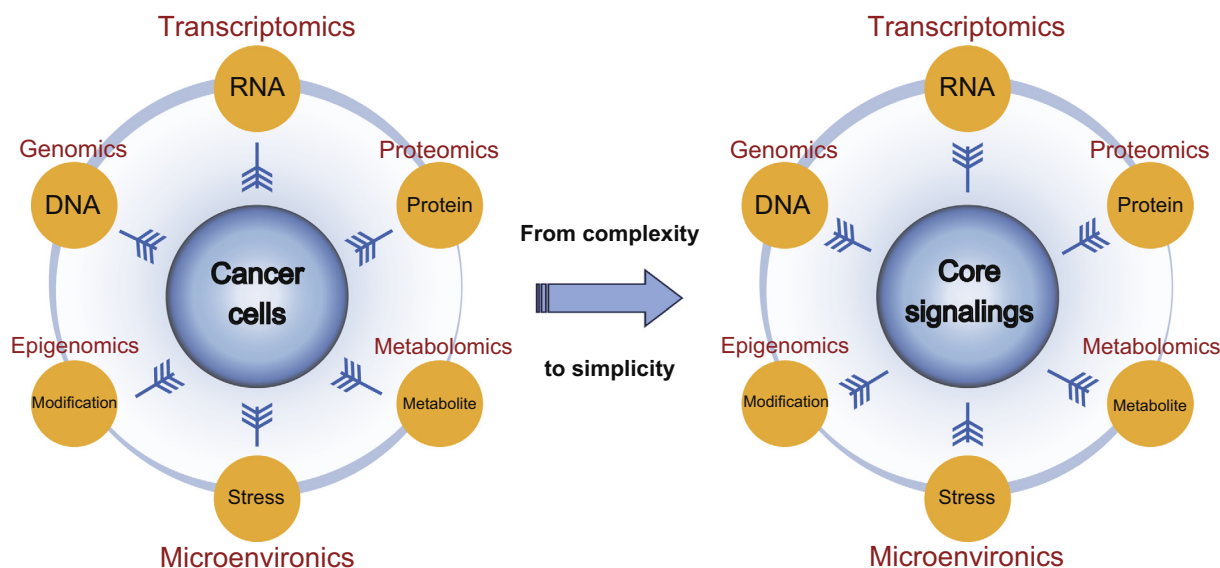 Transcriptomics
RNA
Genomics
Proteomics
DNA
Protein
Cancer
cells
Epigenomics
Metabolomics
Modification
Metabolite
Stress
Microenvironics
From complexity
to simplicity
Transcriptomics
RNA
Genomics
Proteomics
DNA
Protein
Core
signalings
Epigenomics
Metabolomics
Modification
Metabolite
Stress
Microenvironics